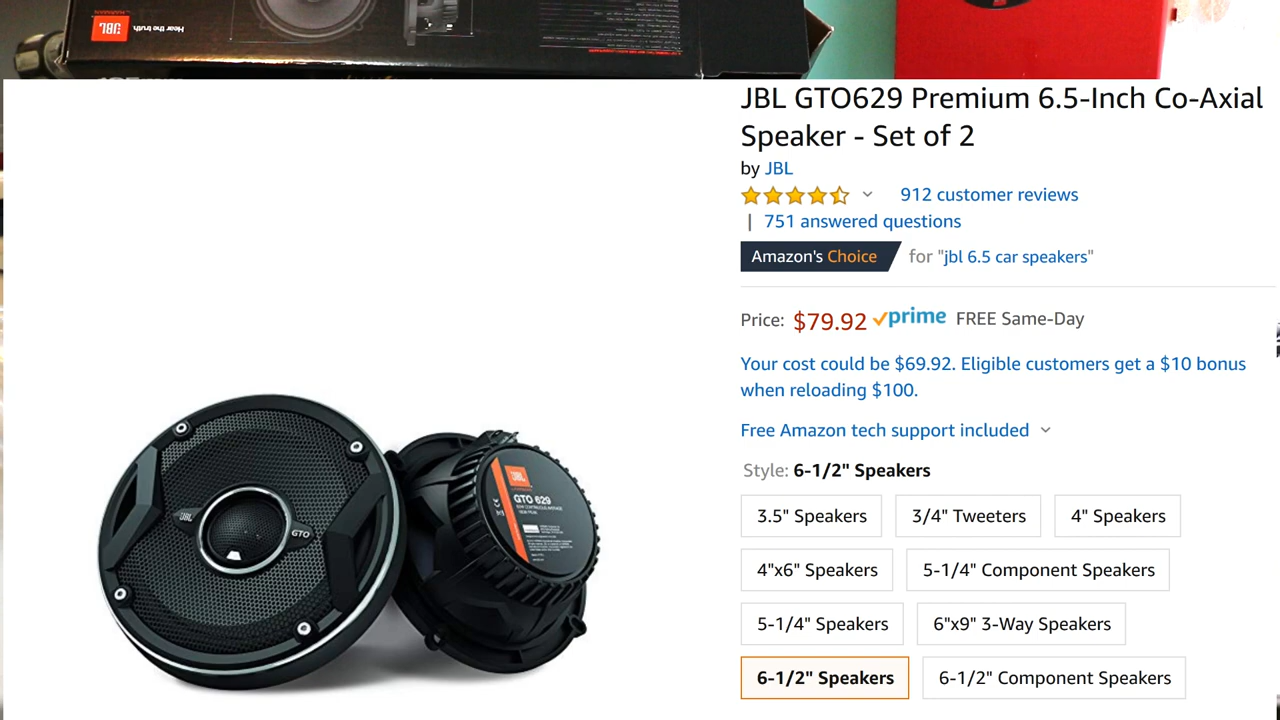 JBL Hear the truth
JBL GTO629 Premium 6.5-Inch Co-Axial
Speaker - Set of 2
by JBL
912 customer reviews
| 751 answered questions
Amazon's Choice for "jbl 6.5 car speakers"
Price: $79.92 prime FREE Same-Day
Your cost could be $69.92. Eligible customers get a $10 bonus
when reloading $100.
Free Amazon tech support included
Style: 6-1/2" Speakers
3.5" Speakers 3/4" Tweeters 4" Speakers
4"x6" Speakers 5-1/4" Component Speakers
5-1/4" Speakers 6"x9" 3-Way Speakers
6-1/2" Speakers 6-1/2" Component Speakers
JBL GTO
JBL
GTO 629